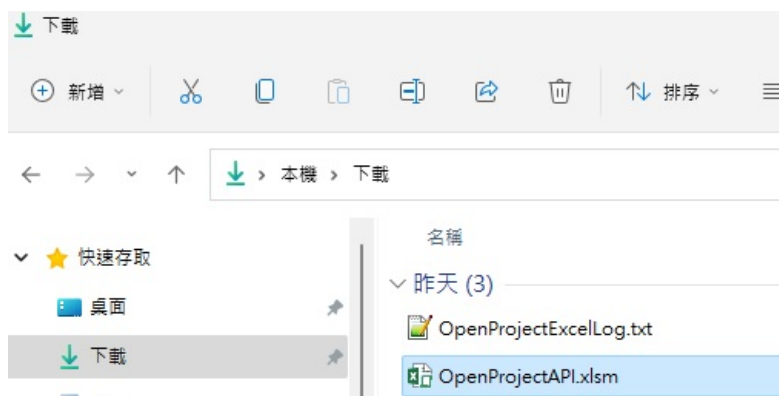 下載
新增 排序
本機 下載
名稱
快速存取
昨天 (3)
桌面
OpenProjectExcelLog.txt
下載
OpenProjectAPI.xlsm